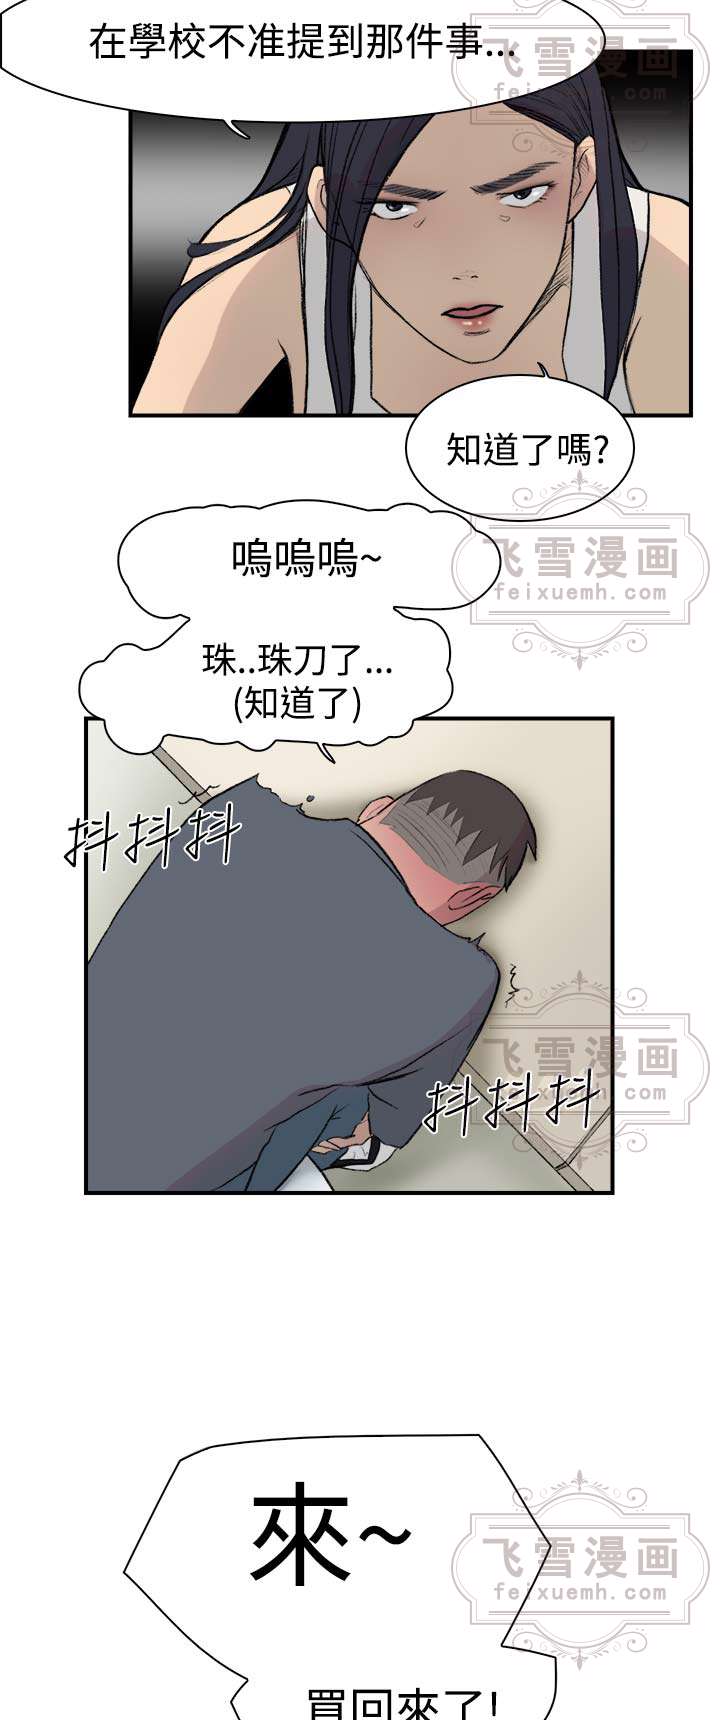 在學校不准提到那件事...
飞雪漫画
feixuemh.com
知道了嗎?
飞雪漫画
feixuemh.com
嗚嗚嗚~
珠..珠刀了...
(知道了)
抖抖抖
飞雪漫画
feixuemh.com
抖抖抖
來~
飞雪漫画
feixuemh.com
買回來了!